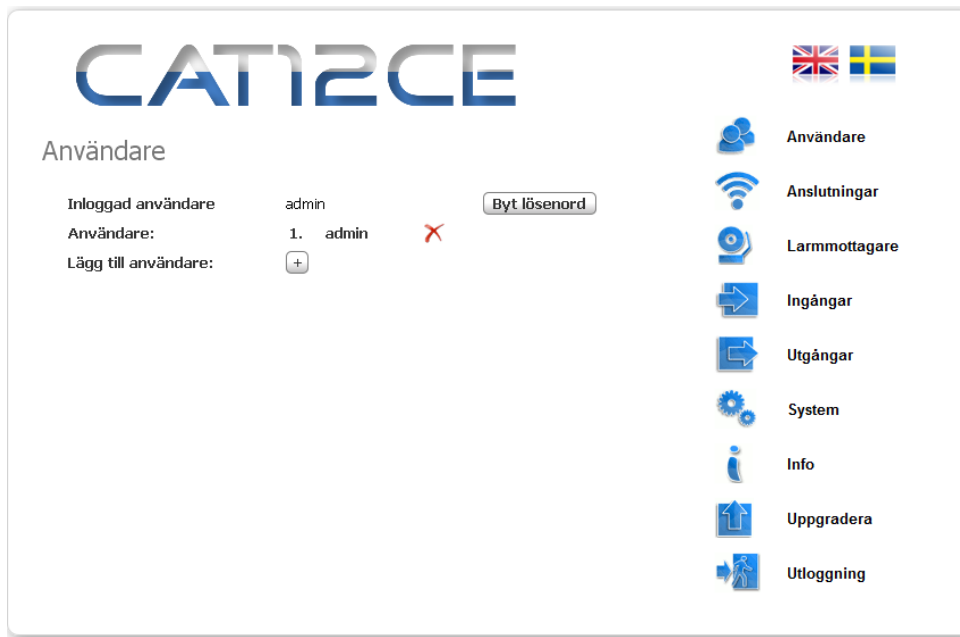 CAT12CE
Användare
Inloggad användare admin Byt lösenord
Användare: 1. admin
Lägg till användare: +
Användare
Anslutningar
Larmmottagare
Ingångar
Utgångar
System
Info
Uppgradera
Utloggning